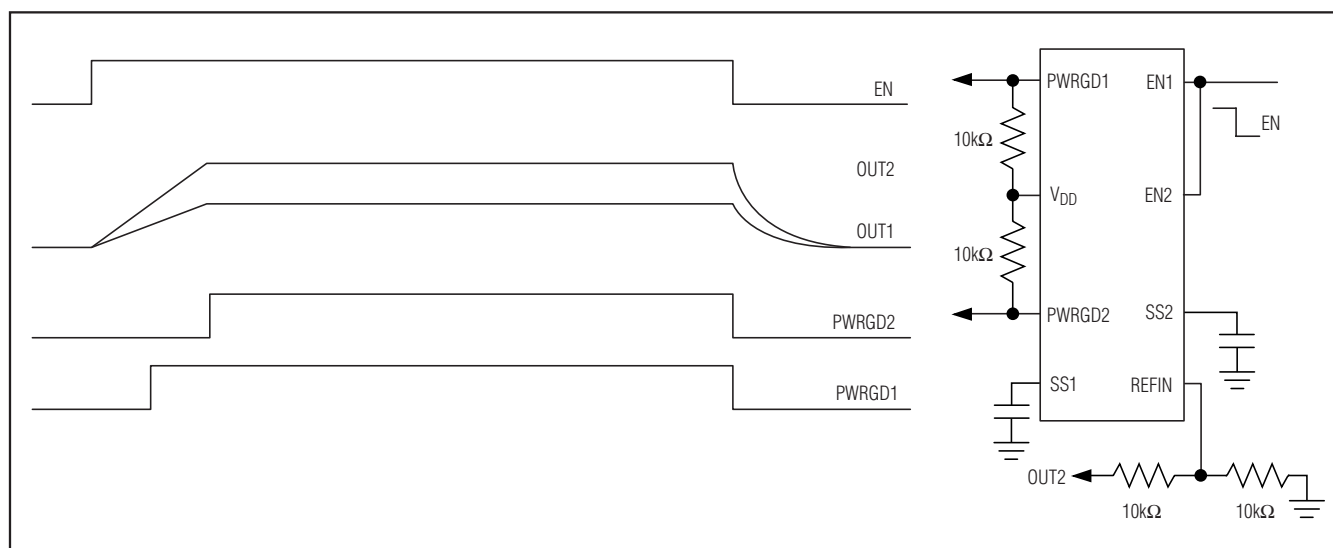 EN
OUT2
OUT1
PWRGD2
PWRGD1
PWRGD1
EN1
10kΩ
EN
V_DD
EN2
10kΩ
PWRGD2
SS2
SS1
REFIN
OUT2
10kΩ
10kΩ